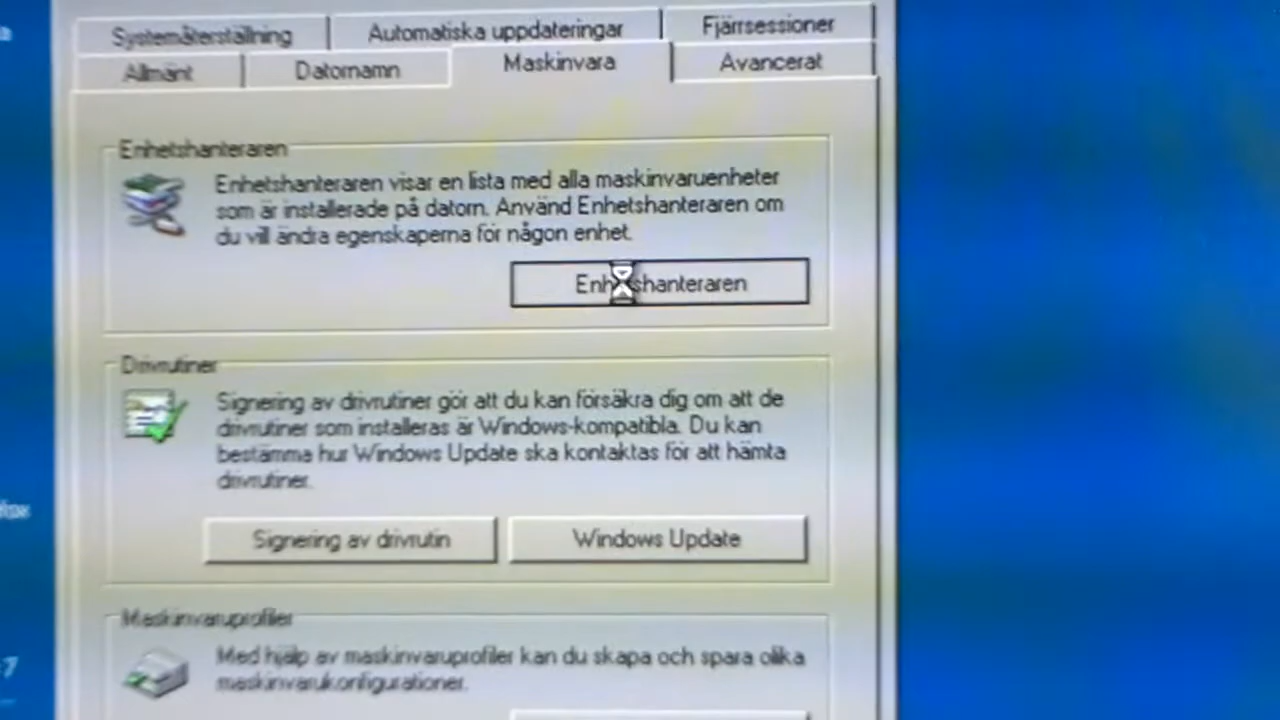 Systemåterställning
Automatiska uppdateringar
Fjärrsessioner
Allmänt
Datornamn
Maskinvara
Avancerat
Enhetshanteraren
Enhetshanteraren visar en lista med alla maskinvaruenheter
som är installerade på datorn. Använd Enhetshanteraren om
du vill ändra egenskaperna för någon enhet.
Enhetshanteraren
Drivrutiner
Signering av drivrutiner gör att du kan försäkra dig om att de
drivrutiner som installeras är Windows-kompatibla. Du kan
bestämma hur Windows Update ska kontaktas för att hämta
drivrutiner.
Signering av drivrutin
Windows Update
Maskinvaruprofiler
Med hjälp av maskinvaruprofiler kan du skapa och spara olika
maskinvarukonfigurationer.